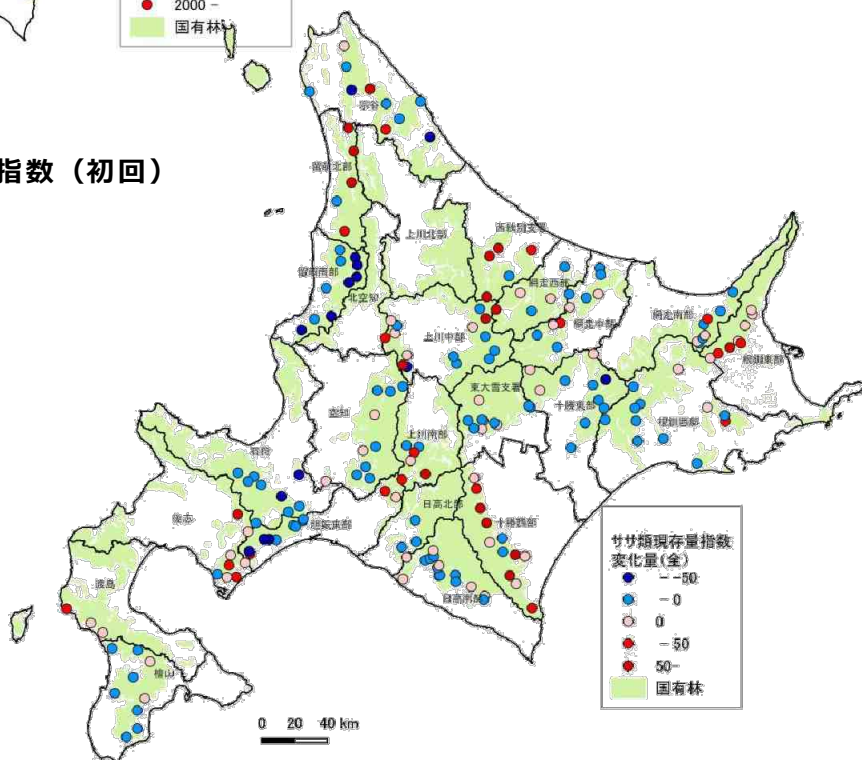 2000 -
国有林
指数（初回）
宗谷
留萌北部
上川北部
西紋別支署
留萌南部
網走西部
北空知
網走南部
網走中部
上川中部
根釧東部
東大雪支署
十勝東部
空知
根釧西部
上川南部
石狩
日高北部
後志
胆振東部
十勝西部
渡島
日高南部
檜山
ササ類現存量指数
変化量(全)
- -50
- 0
0
- 50
50-
国有林
0 20 40 km